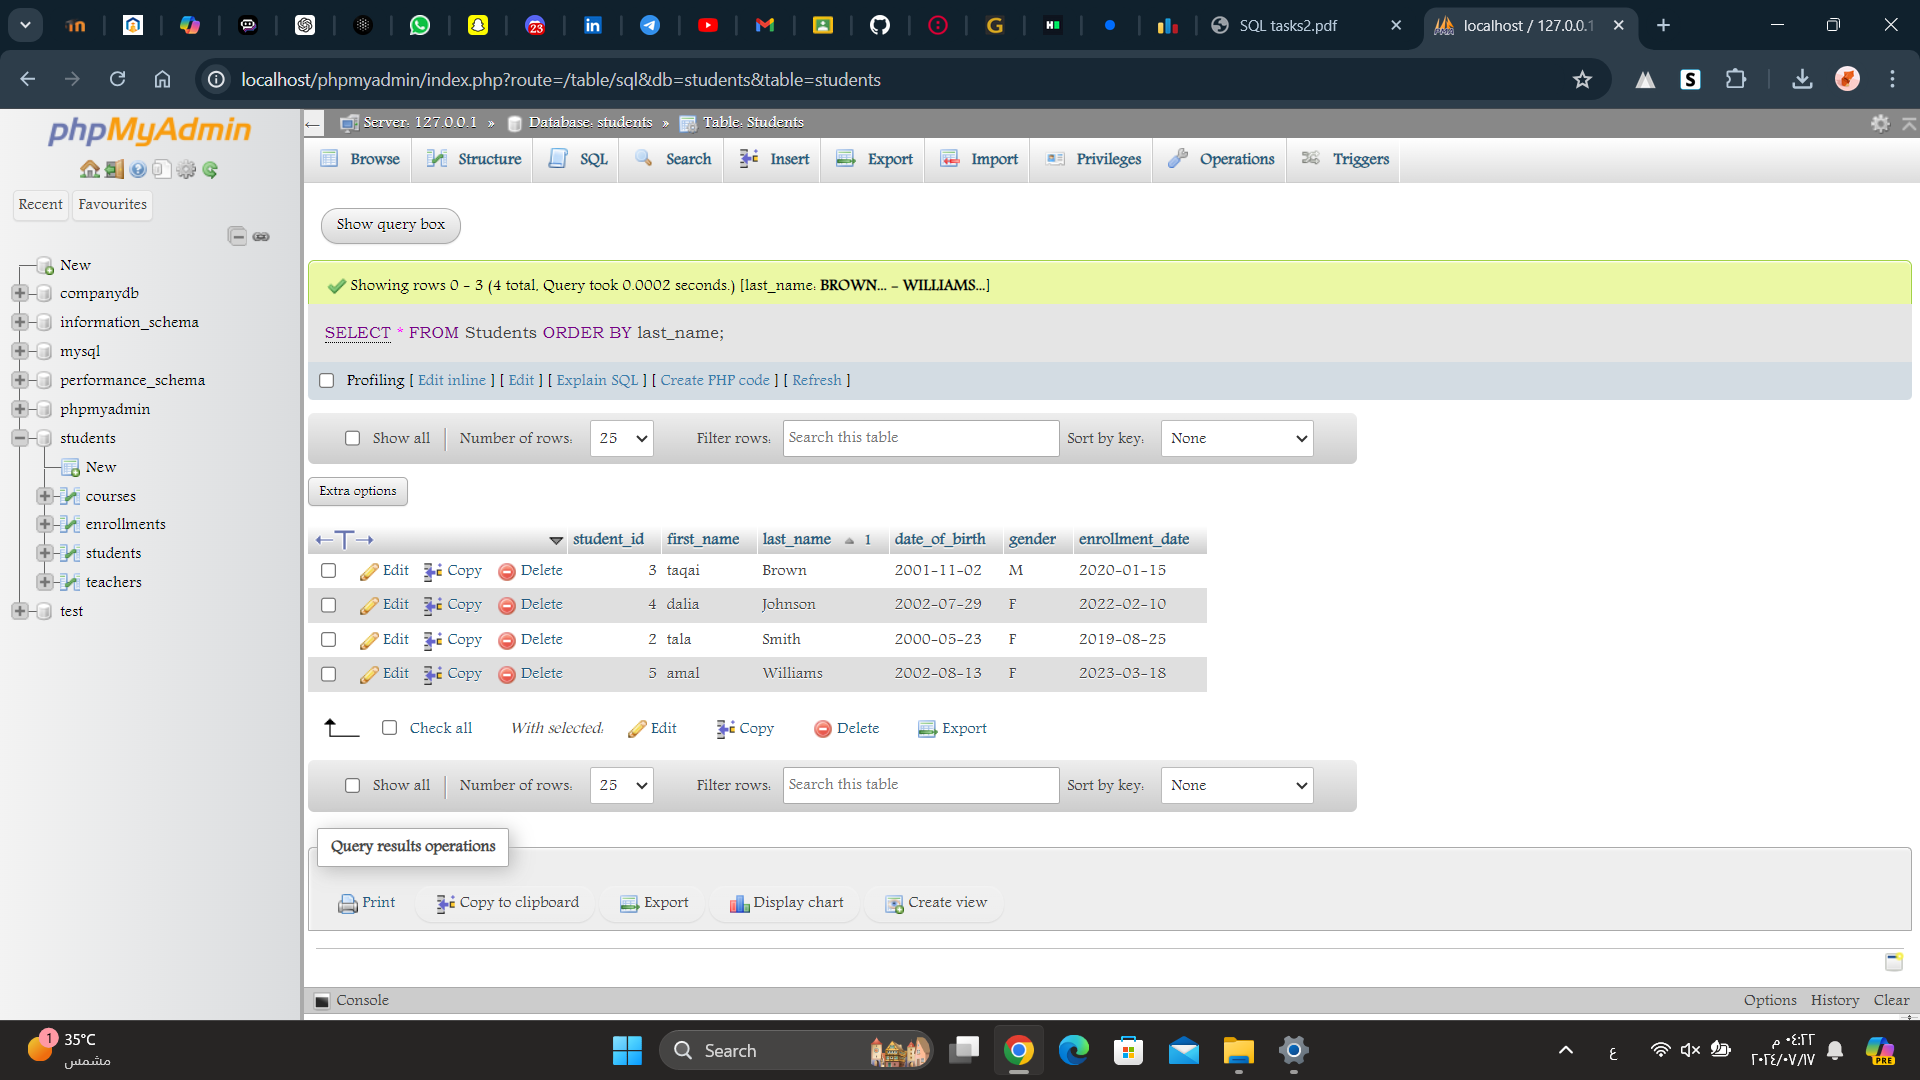 SQL tasks2.pdf
localhost / 127.0.0.1
localhost/phpmyadmin/index.php?route=/table/sql&db=students&table=students
phpMyAdmin
Recent
Favourites
New
companydb
information_schema
mysql
performance_schema
phpmyadmin
students
New
courses
enrollments
students
teachers
test
Server: 127.0.0.1 » Database: students » Table: Students
Browse Structure SQL Search Insert Export Import Privileges Operations Triggers
Show query box
Showing rows 0 - 3 (4 total, Query took 0.0002 seconds.) [last_name: BROWN... - WILLIAMS...]
SELECT * FROM Students ORDER BY last_name;
Profiling [ Edit inline ] [ Edit ] [ Explain SQL ] [ Create PHP code ] [ Refresh ]
Show all Number of rows: 25 Filter rows: Search this table Sort by key: None
Extra options
student_id first_name last_name 1 date_of_birth gender enrollment_date
Edit Copy Delete 3 taqai Brown 2001-11-02 M 2020-01-15
Edit Copy Delete 4 dalia Johnson 2002-07-29 F 2022-02-10
Edit Copy Delete 2 tala Smith 2000-05-23 F 2019-08-25
Edit Copy Delete 5 amal Williams 2002-08-13 F 2023-03-18
Check all With selected: Edit Copy Delete Export
Show all Number of rows: 25 Filter rows: Search this table Sort by key: None
Query results operations
Print Copy to clipboard Export Display chart Create view
Console
Options History Clear
1
35°C
مشمس
Search
ع
٠٤:٢٢ م
٢٠٢٤/٠٧/١٧
PRE